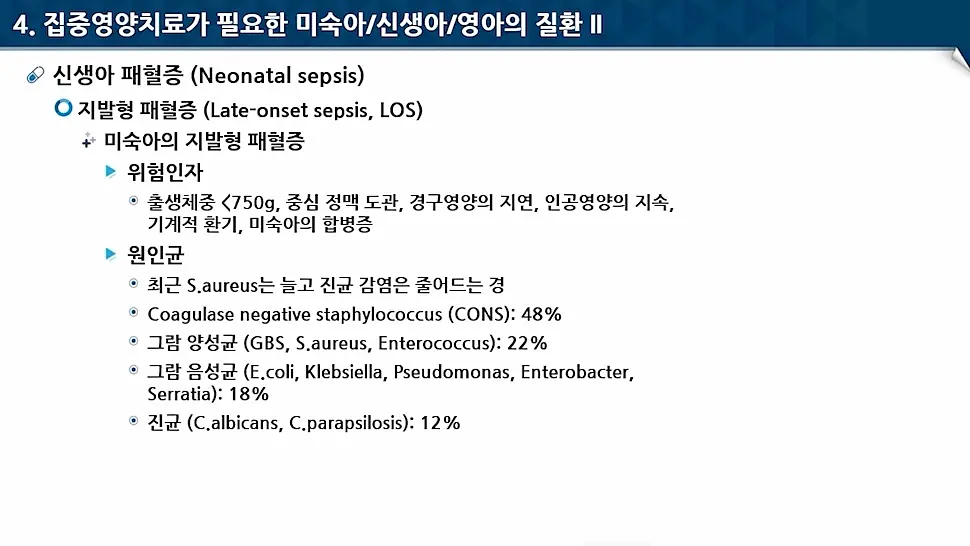 4. 집중영양치료가 필요한 미숙아/신생아/영아의 질환 II
신생아 패혈증 (Neonatal sepsis)
지발형 패혈증 (Late-onset sepsis, LOS)
미숙아의 지발형 패혈증
위험인자
출생체중 <750g, 중심 정맥 도관, 경구영양의 지연, 인공영양의 지속,
기계적 환기, 미숙아의 합병증
원인균
최근 S.aureus는 늘고 진균 감염은 줄어드는 경
Coagulase negative staphylococcus (CONS): 48%
그람 양성균 (GBS, S.aureus, Enterococcus): 22%
그람 음성균 (E.coli, Klebsiella, Pseudomonas, Enterobacter,
Serratia): 18%
진균 (C.albicans, C.parapsilosis): 12%